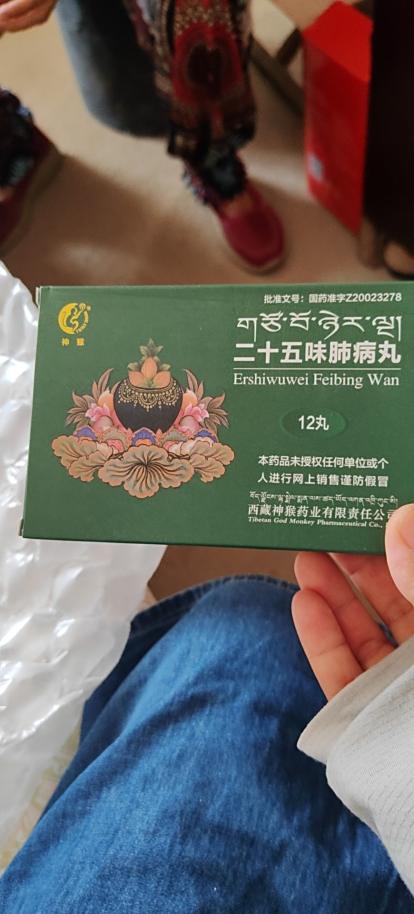 批准文号：国药准字Z20023278
神猴
གཙོ་བོ་ཉེར་ལྔ།
二十五味肺病丸
Ershiwuwei Feibing Wan
12丸
本药品未授权任何单位或个
人进行网上销售谨防假冒
西藏神猴药业有限责任公司
Tibetan God Monkey Pharmaceutical Co.,